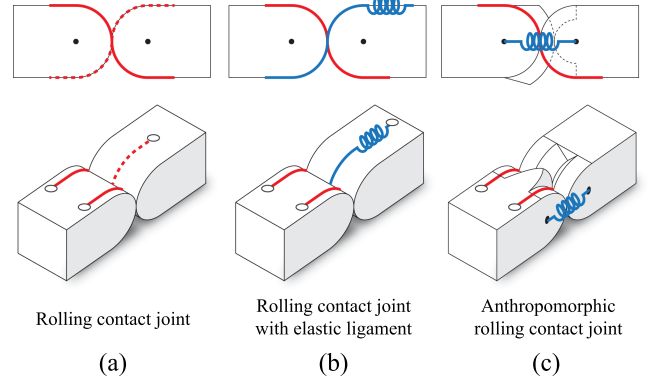 Rolling contact joint
Rolling contact joint
with elastic ligament
Anthropomorphic
rolling contact joint
(a)
(b)
(c)